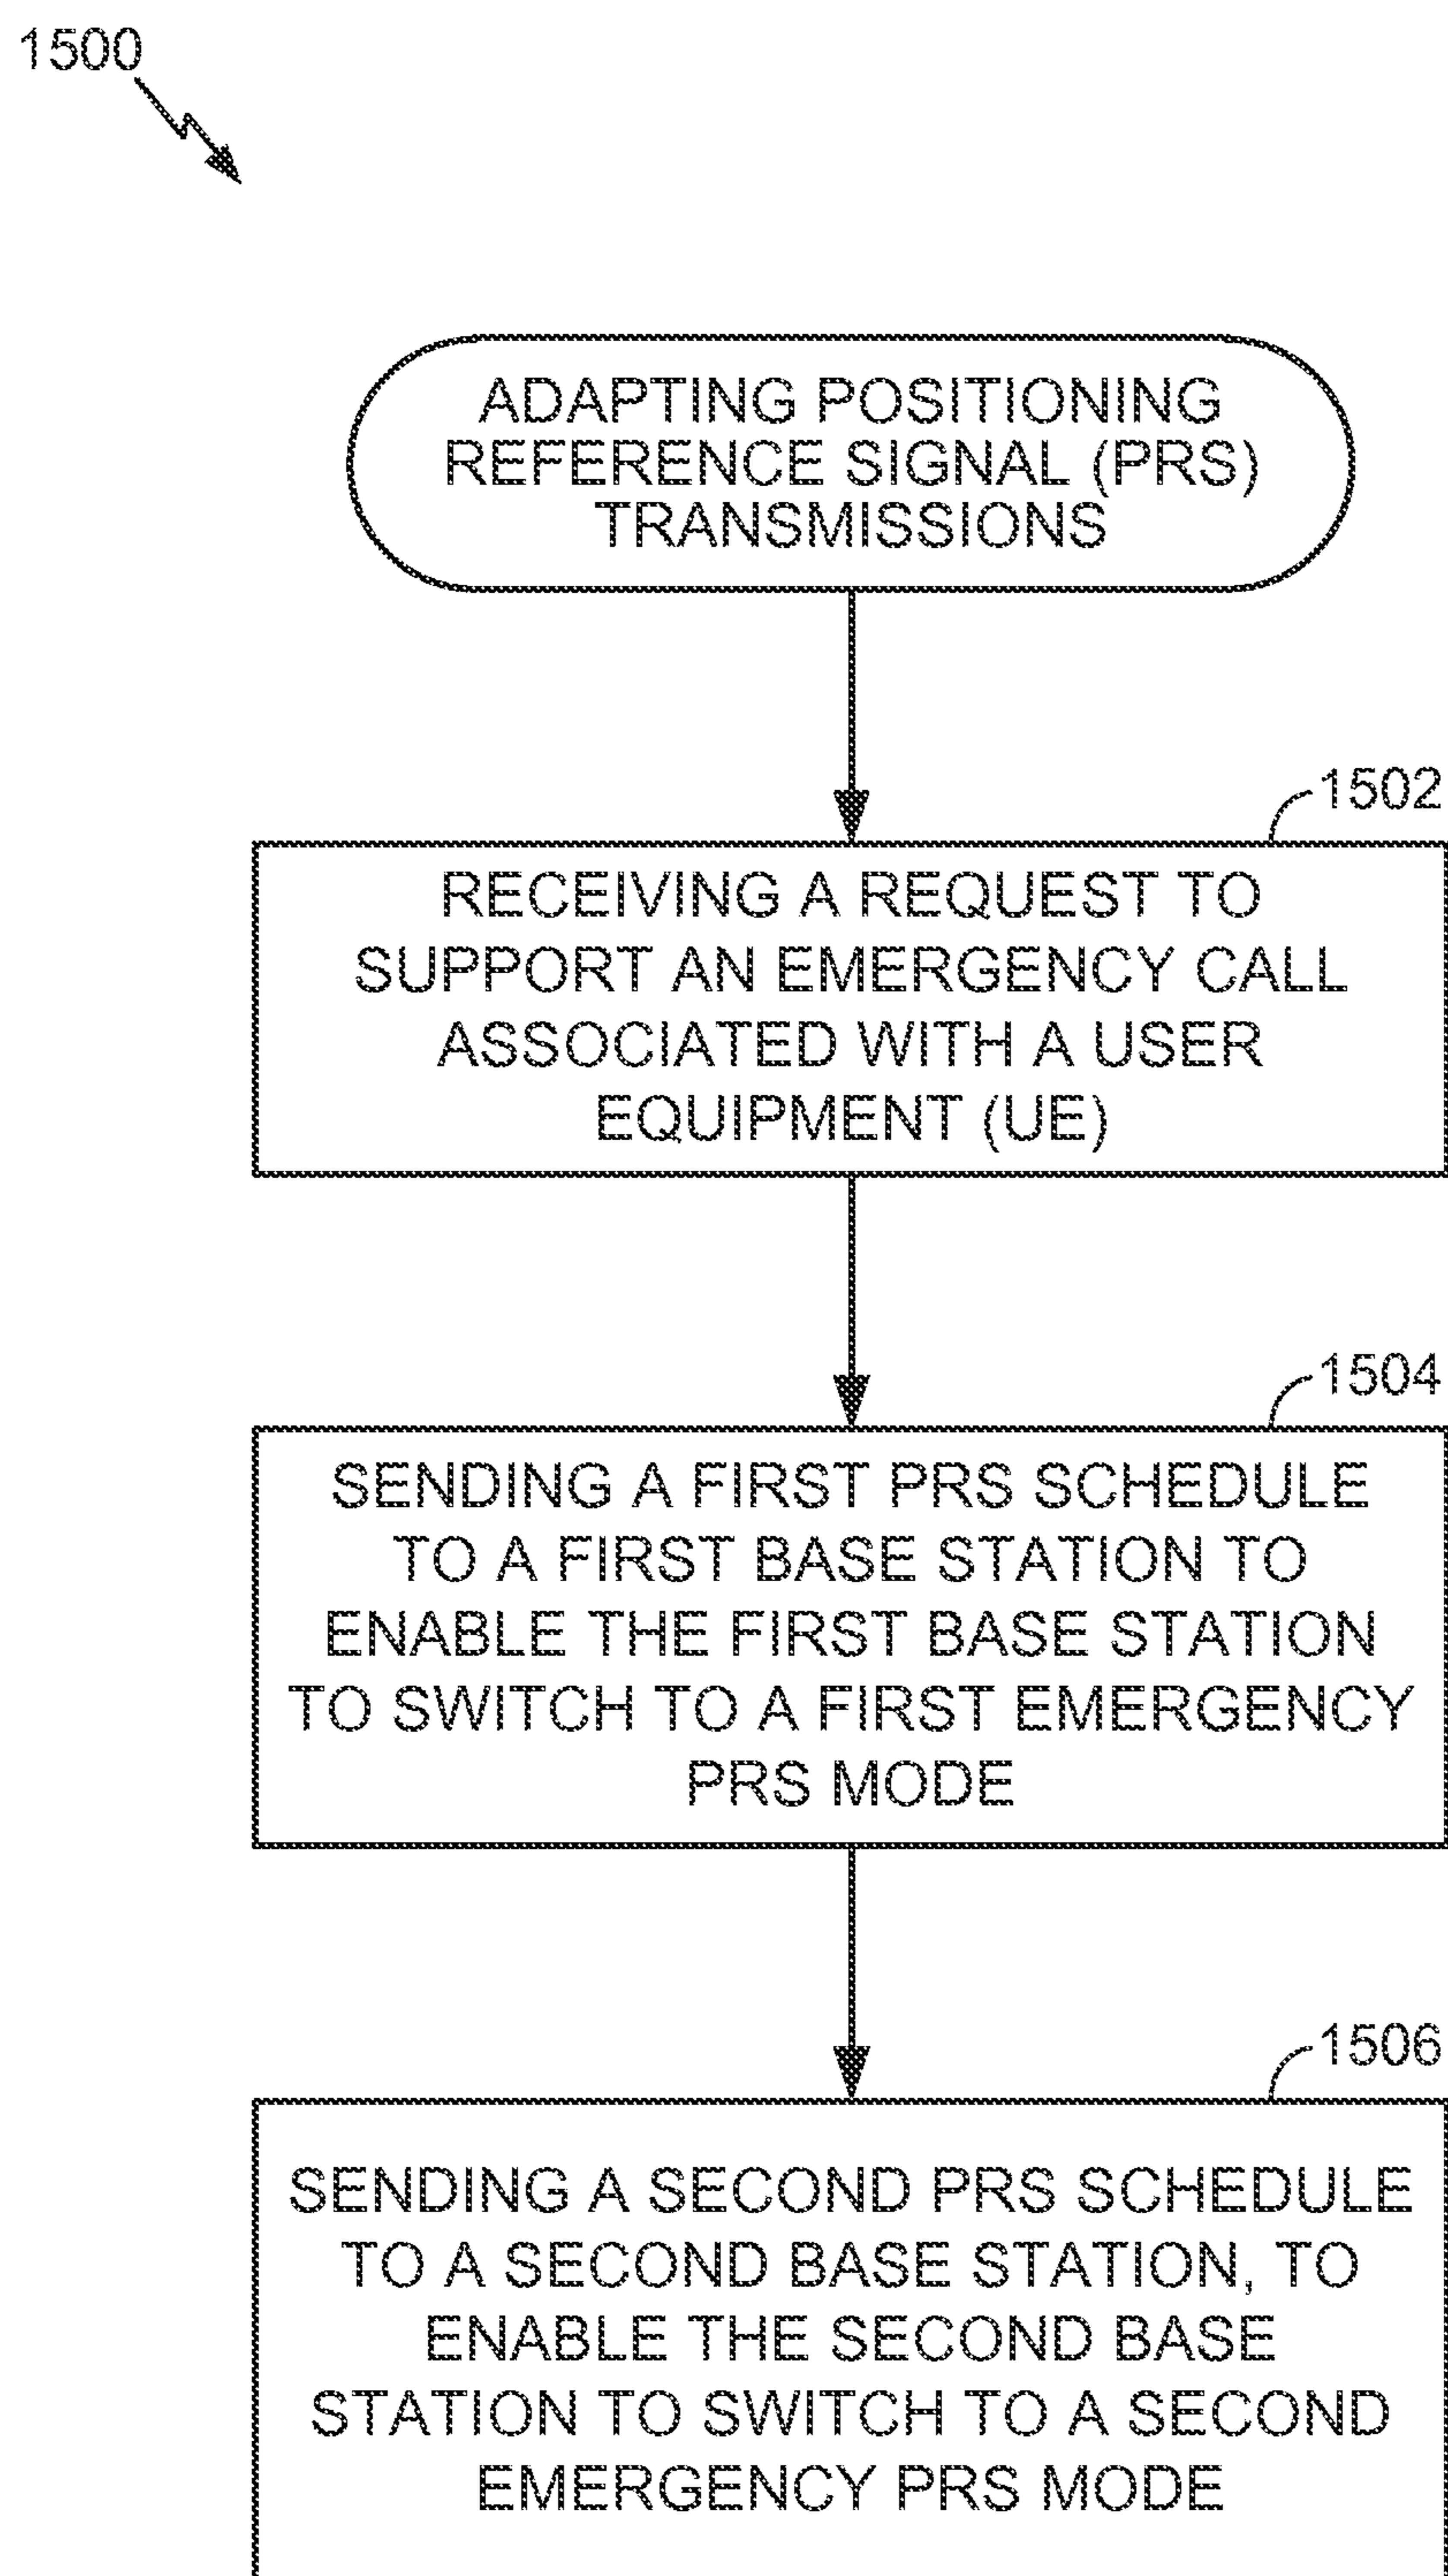 1500
ADAPTING POSITIONING
REFERENCE SIGNAL (PRS)
TRANSMISSIONS
1502
RECEIVING A REQUEST TO
SUPPORT AN EMERGENCY CALL
ASSOCIATED WITH A USER
EQUIPMENT (UE)
1504
SENDING A FIRST PRS SCHEDULE
TO A FIRST BASE STATION TO
ENABLE THE FIRST BASE STATION
TO SWITCH TO A FIRST EMERGENCY
PRS MODE
1506
SENDING A SECOND PRS SCHEDULE
TO A SECOND BASE STATION, TO
ENABLE THE SECOND BASE
STATION TO SWITCH TO A SECOND
EMERGENCY PRS MODE